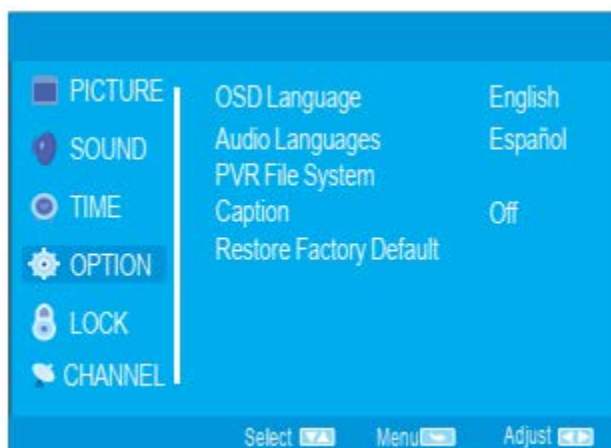 PICTURE
SOUND
TIME
OPTION
LOCK
CHANNEL
OSD Language English
Audio Languages Español
PVR File System
Caption Off
Restore Factory Default
Select Menu Adjust